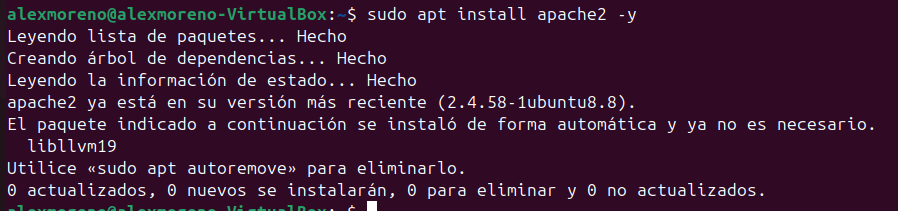 alexmoreno@alexmoreno-VirtualBox:~$ sudo apt install apache2 -y
Leyendo lista de paquetes... Hecho
Creando árbol de dependencias... Hecho
Leyendo la información de estado... Hecho
apache2 ya está en su versión más reciente (2.4.58-1ubuntu8.8).
El paquete indicado a continuación se instaló de forma automática y ya no es necesario.
  libllvm19
Utilice «sudo apt autoremove» para eliminarlo.
0 actualizados, 0 nuevos se instalarán, 0 para eliminar y 0 no actualizados.
alexmoreno@alexmoreno-VirtualBox:~$